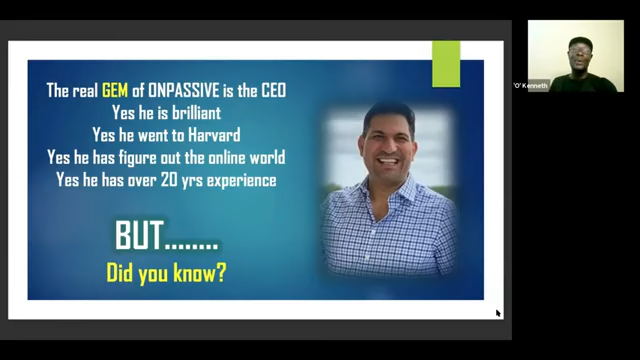 The real GEM of ONPASSIVE is the CEO
Yes he is brilliant
Yes he went to Harvard
Yes he has figure out the online world
Yes he has over 20 yrs experience
BUT........
Did you know?
'O' Kenneth